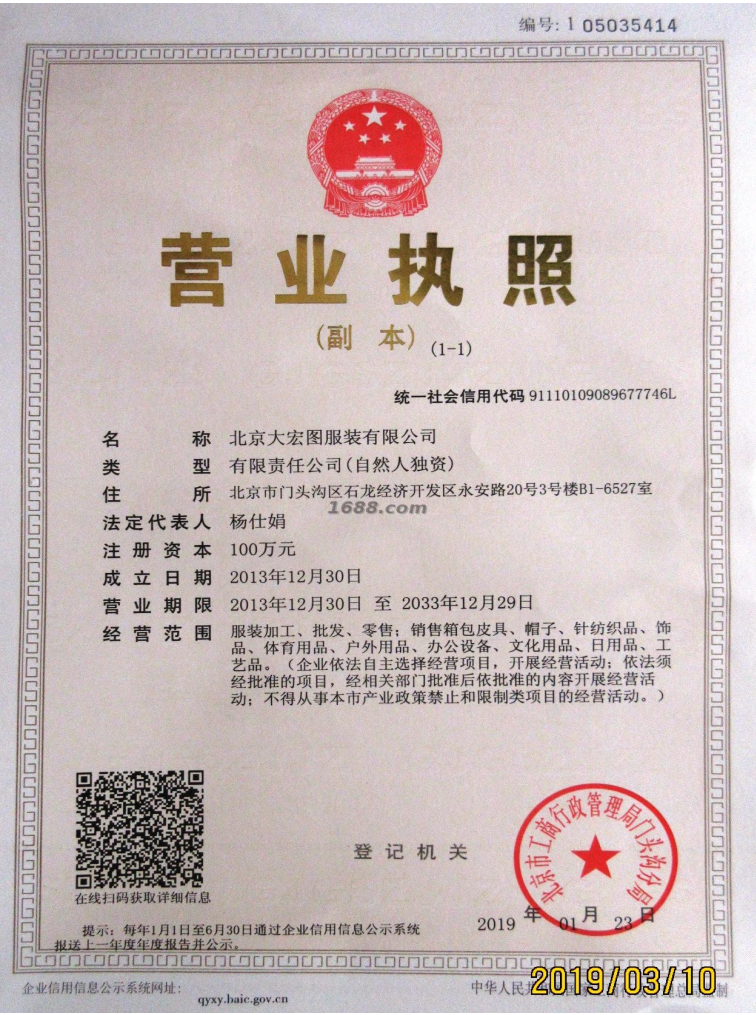 编号: 1 05035414
营业执照
(副 本) (1-1)
统一社会信用代码 91110109089677746L
名 称 北京大宏图服装有限公司
类 型 有限责任公司(自然人独资)
住 所 北京市门头沟区石龙经济开发区永安路20号3号楼B1-6527室
1688.com
法定代表人 杨仕娟
注册资本 100万元
成立日期 2013年12月30日
营业期限 2013年12月30日 至 2033年12月29日
经营范围 服装加工、批发、零售；销售箱包皮具、帽子、针纺织品、饰
品、体育用品、户外用品、办公设备、文化用品、日用品、工
艺品。（企业依法自主选择经营项目，开展经营活动；依法须
经批准的项目，经相关部门批准后依批准的内容开展经营活
动；不得从事本市产业政策禁止和限制类项目的经营活动。）
在线扫码获取详细信息
登记机关
北京市工商行政管理局门头沟分局
2019 年 01 月 23 日
提示: 每年1月1日至6月30日通过企业信用信息公示系统
报送上一年度年度报告并公示。
企业信用信息公示系统网址:
qyxy.baic.gov.cn
中华人民共
2019/03/10